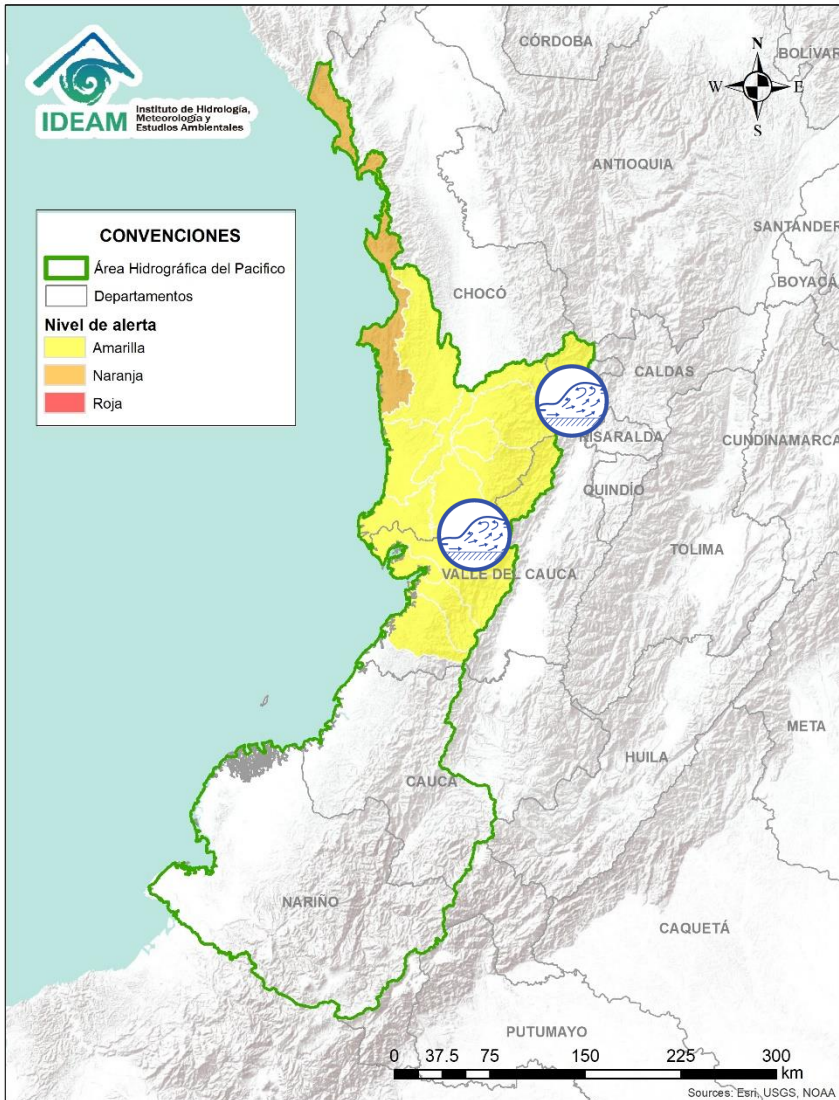 IDEAM
Instituto de Hidrología,
Meteorología y
Estudios Ambientales
CÓRDOBA
BOLÍVAR
N
W
E
S
ANTIOQUIA
SANTANDER
BOYACÁ
CONVENCIONES
Área Hidrográfica del Pacifico
Departamentos
Nivel de alerta
Amarilla
Naranja
Roja
CHOCÓ
CALDAS
RISARALDA
CUNDINAMARCA
QUINDÍO
TOLIMA
VALLE DEL CAUCA
META
HUILA
CAUCA
NARIÑO
CAQUETÁ
PUTUMAYO
0 37.5 75 150 225 300
km
Sources: Esri, USGS, NOAA